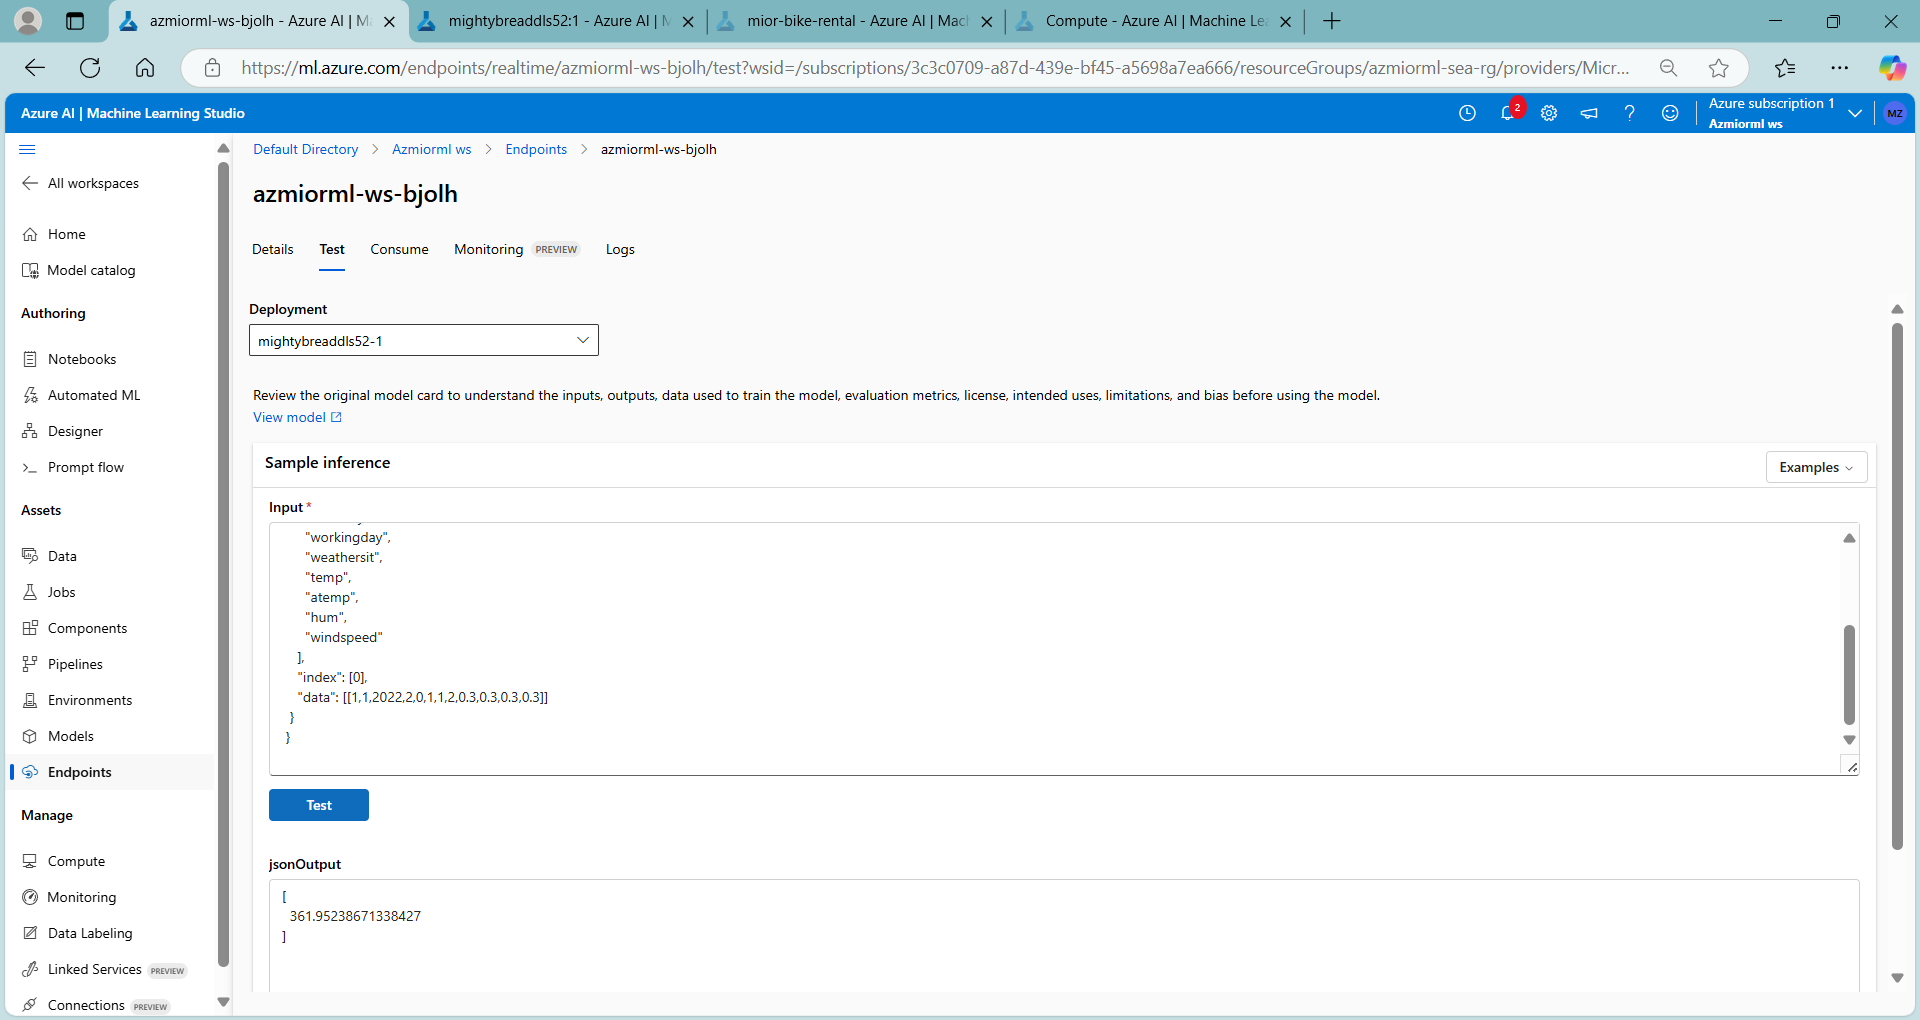 azmiorml-ws-bjolh - Azure AI | Ma
mightybreaddls52:1 - Azure AI | M
mior-bike-rental - Azure AI | Mach
Compute - Azure AI | Machine Lea
https://ml.azure.com/endpoints/realtime/azmiorml-ws-bjolh/test?wsid=/subscriptions/3c3c0709-a87d-439e-bf45-a5698a7ea666/resourceGroups/azmiorml-sea-rg/providers/Micr...
Azure AI | Machine Learning Studio
2
Azure subscription 1
Azmiorml ws
MZ
All workspaces
Home
Model catalog
Authoring
Notebooks
Automated ML
Designer
Prompt flow
Assets
Data
Jobs
Components
Pipelines
Environments
Models
Endpoints
Manage
Compute
Monitoring
Data Labeling
Linked Services PREVIEW
Connections PREVIEW
Default Directory > Azmiorml ws > Endpoints > azmiorml-ws-bjolh
azmiorml-ws-bjolh
Details Test Consume Monitoring PREVIEW Logs
Deployment
mightybreaddls52-1
Review the original model card to understand the inputs, outputs, data used to train the model, evaluation metrics, license, intended uses, limitations, and bias before using the model.
View model
Sample inference
Examples
Input *
"workingday",
"weathersit",
"temp",
"atemp",
"hum",
"windspeed"
],
"index": [0],
"data": [[1,1,2022,2,0,1,1,2,0.3,0.3,0.3,0.3]]
}
}
Test
jsonOutput
[
361.95238671338427
]